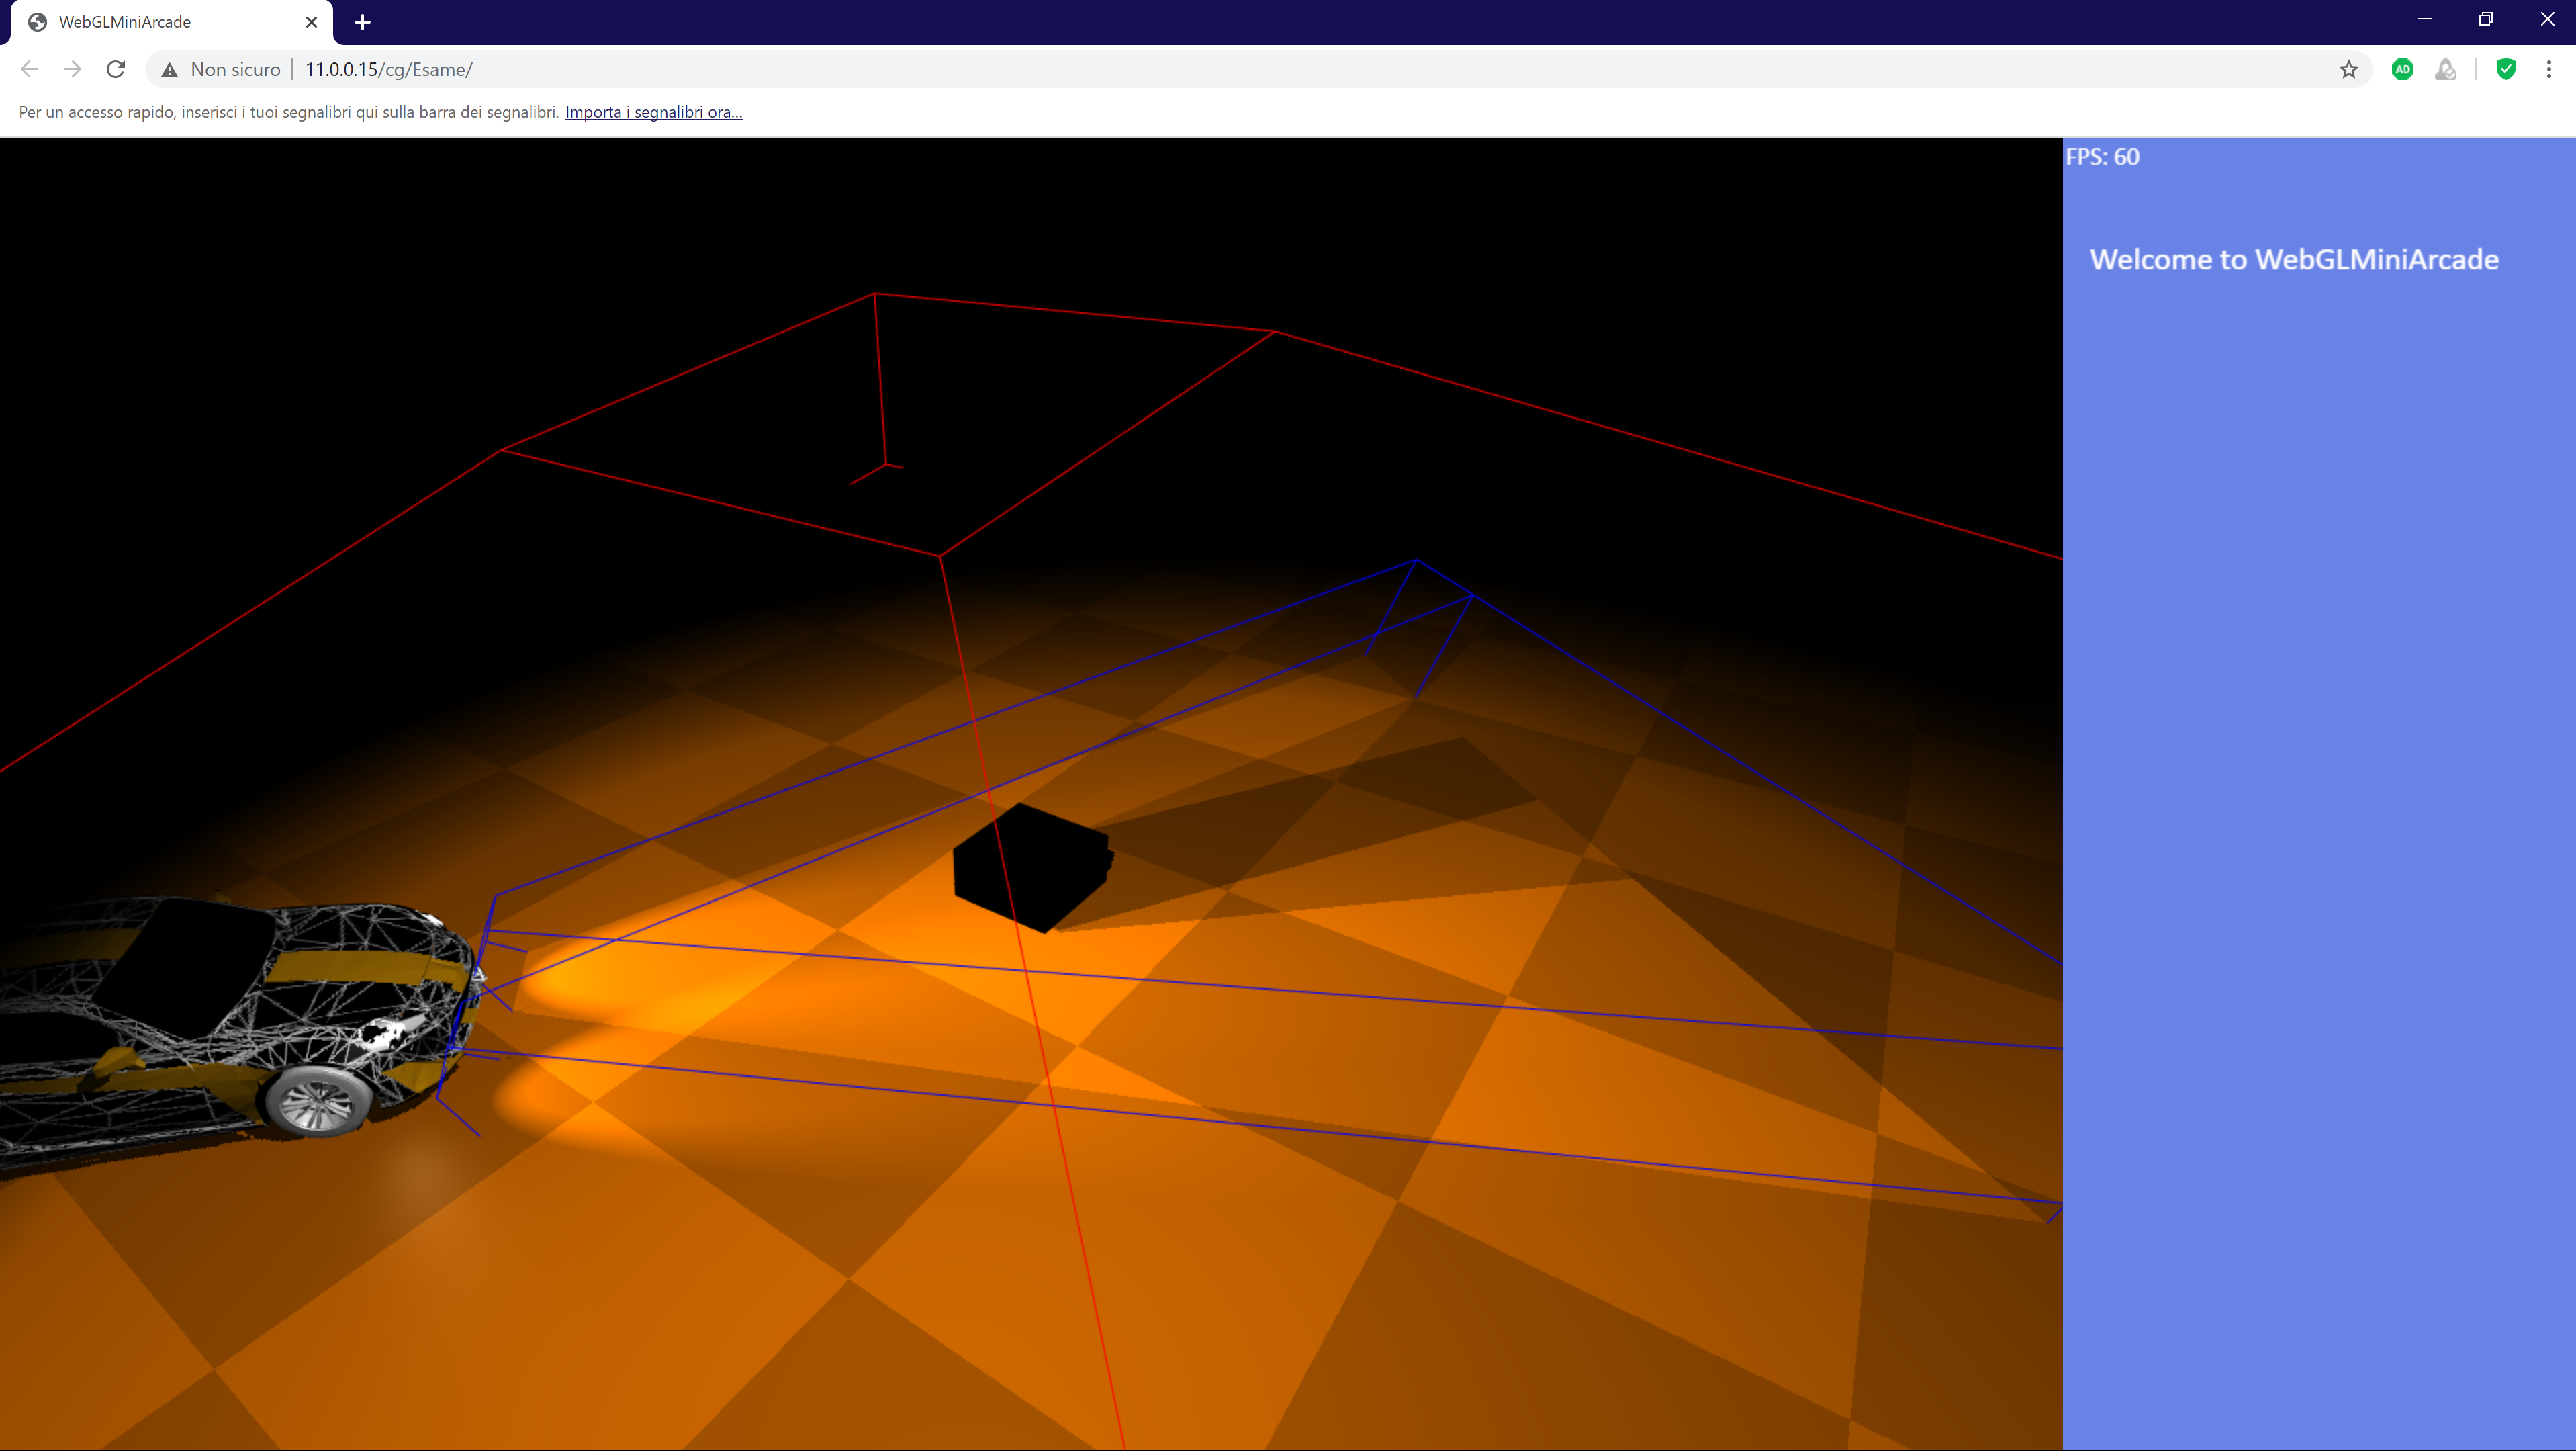 WebGLMiniArcade
Non sicuro 11.0.0.15/cg/Esame/
AD
Per un accesso rapido, inserisci i tuoi segnalibri qui sulla barra dei segnalibri. Importa i segnalibri ora...
FPS: 60
Welcome to WebGLMiniArcade